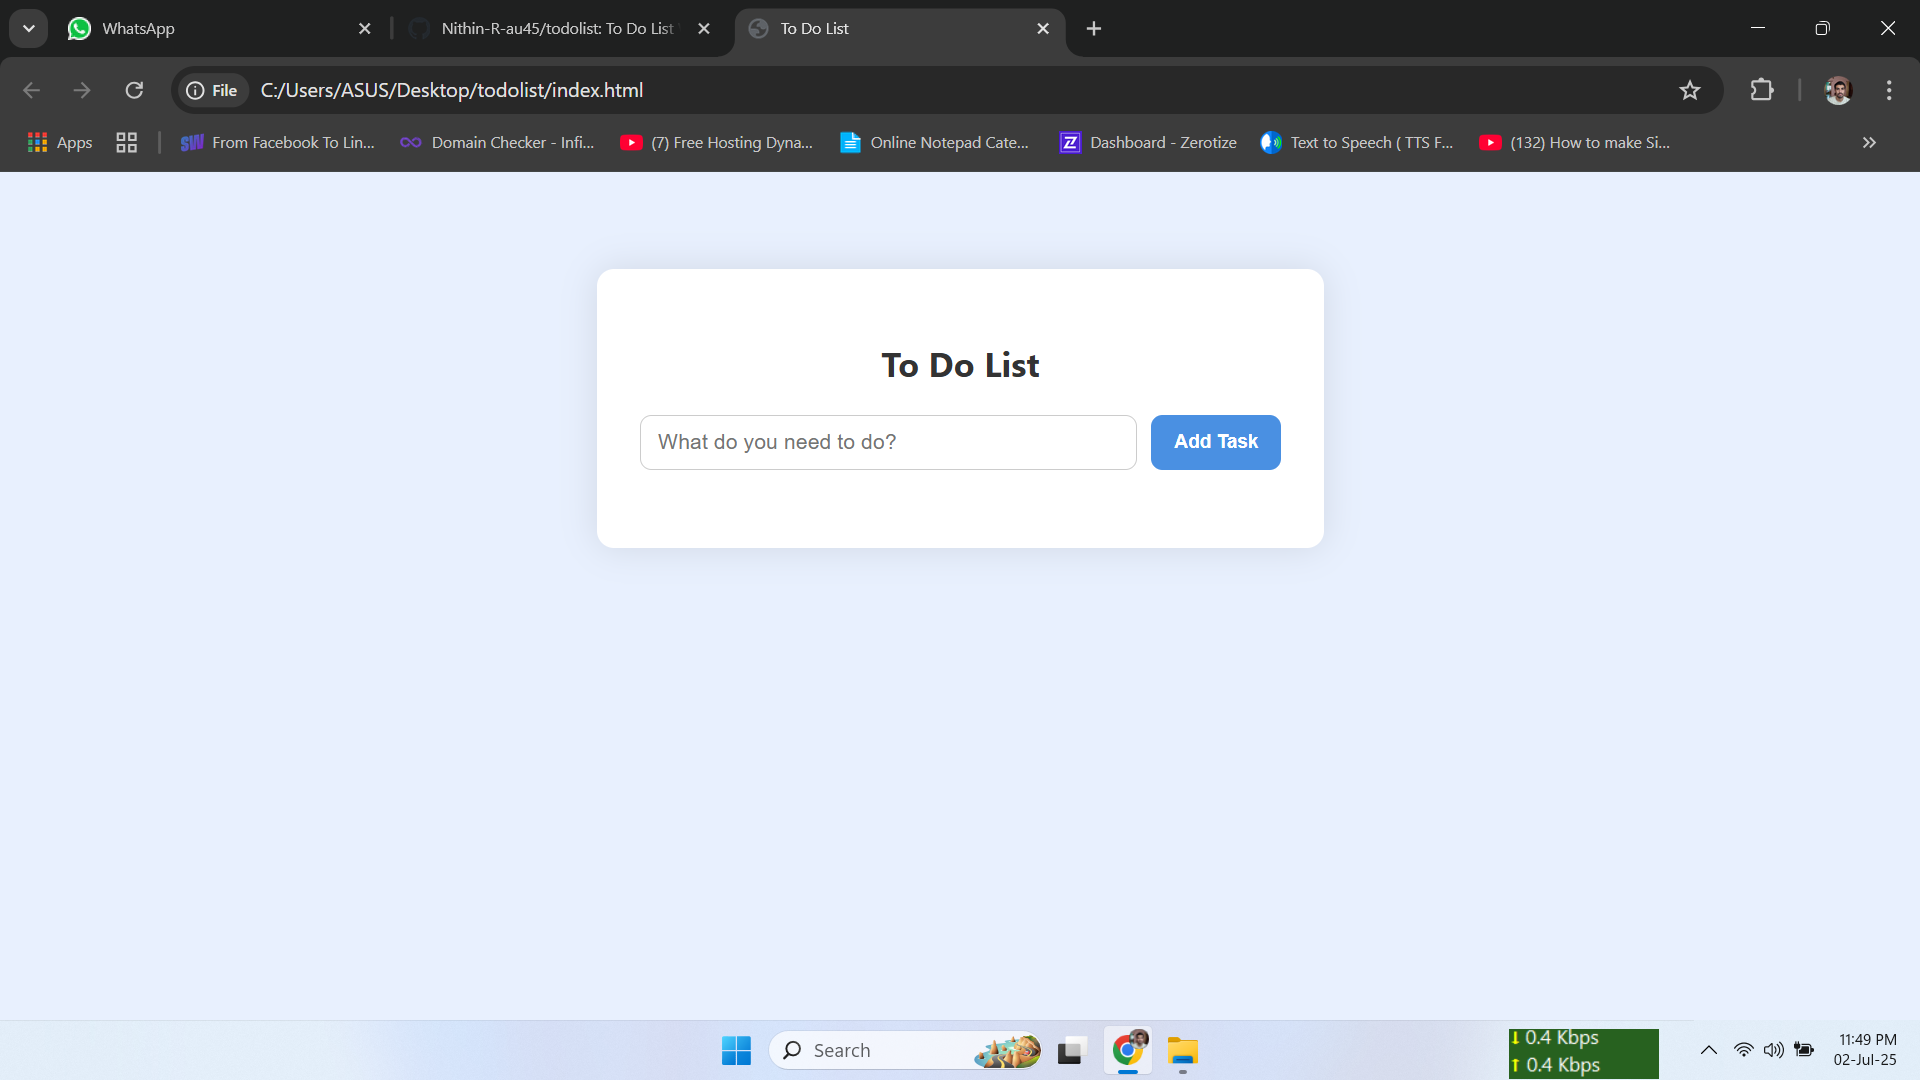 WhatsApp
Nithin-R-au45/todolist: To Do List
To Do List
File
C:/Users/ASUS/Desktop/todolist/index.html
Apps
From Facebook To Lin...
Domain Checker - Infi...
(7) Free Hosting Dyna...
Online Notepad Cate...
Dashboard - Zerotize
Text to Speech ( TTS F...
(132) How to make Si...
To Do List
What do you need to do?
Add Task
Search
↓ 0.4 Kbps
↑ 0.4 Kbps
11:49 PM
02-Jul-25